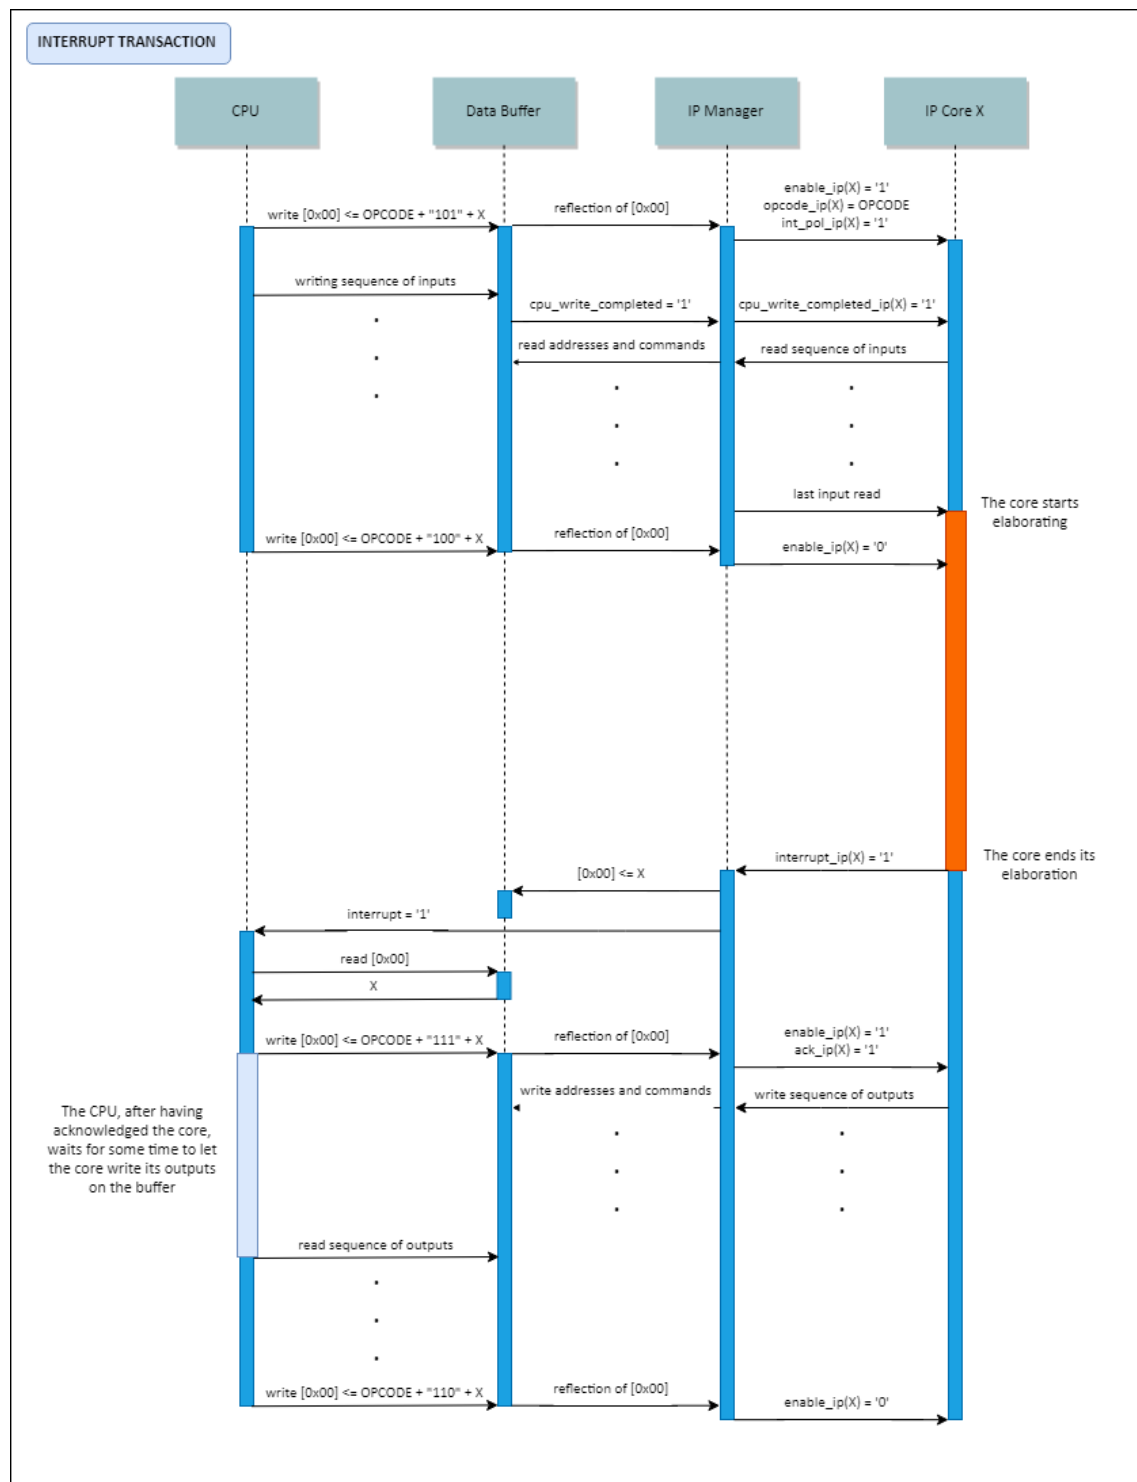 INTERRUPT TRANSACTION
CPU
Data Buffer
IP Manager
IP Core X
enable_ip(X) = '1'
opcode_ip(X) = OPCODE
int_pol_ip(X) = '1'
write [0x00] <= OPCODE + "101" + X
reflection of [0x00]
writing sequence of inputs
cpu_write_completed = '1'
cpu_write_completed_ip(X) = '1'
read addresses and commands
read sequence of inputs
last input read
The core starts
elaborating
write [0x00] <= OPCODE + "100" + X
reflection of [0x00]
enable_ip(X) = '0'
interrupt_ip(X) = '1'
The core ends its
elaboration
[0x00] <= X
interrupt = '1'
read [0x00]
X
write [0x00] <= OPCODE + "111" + X
reflection of [0x00]
enable_ip(X) = '1'
ack_ip(X) = '1'
write addresses and commands
write sequence of outputs
The CPU, after having
acknowledged the core,
waits for some time to let
the core write its outputs
on the buffer
read sequence of outputs
write [0x00] <= OPCODE + "110" + X
reflection of [0x00]
enable_ip(X) = '0'